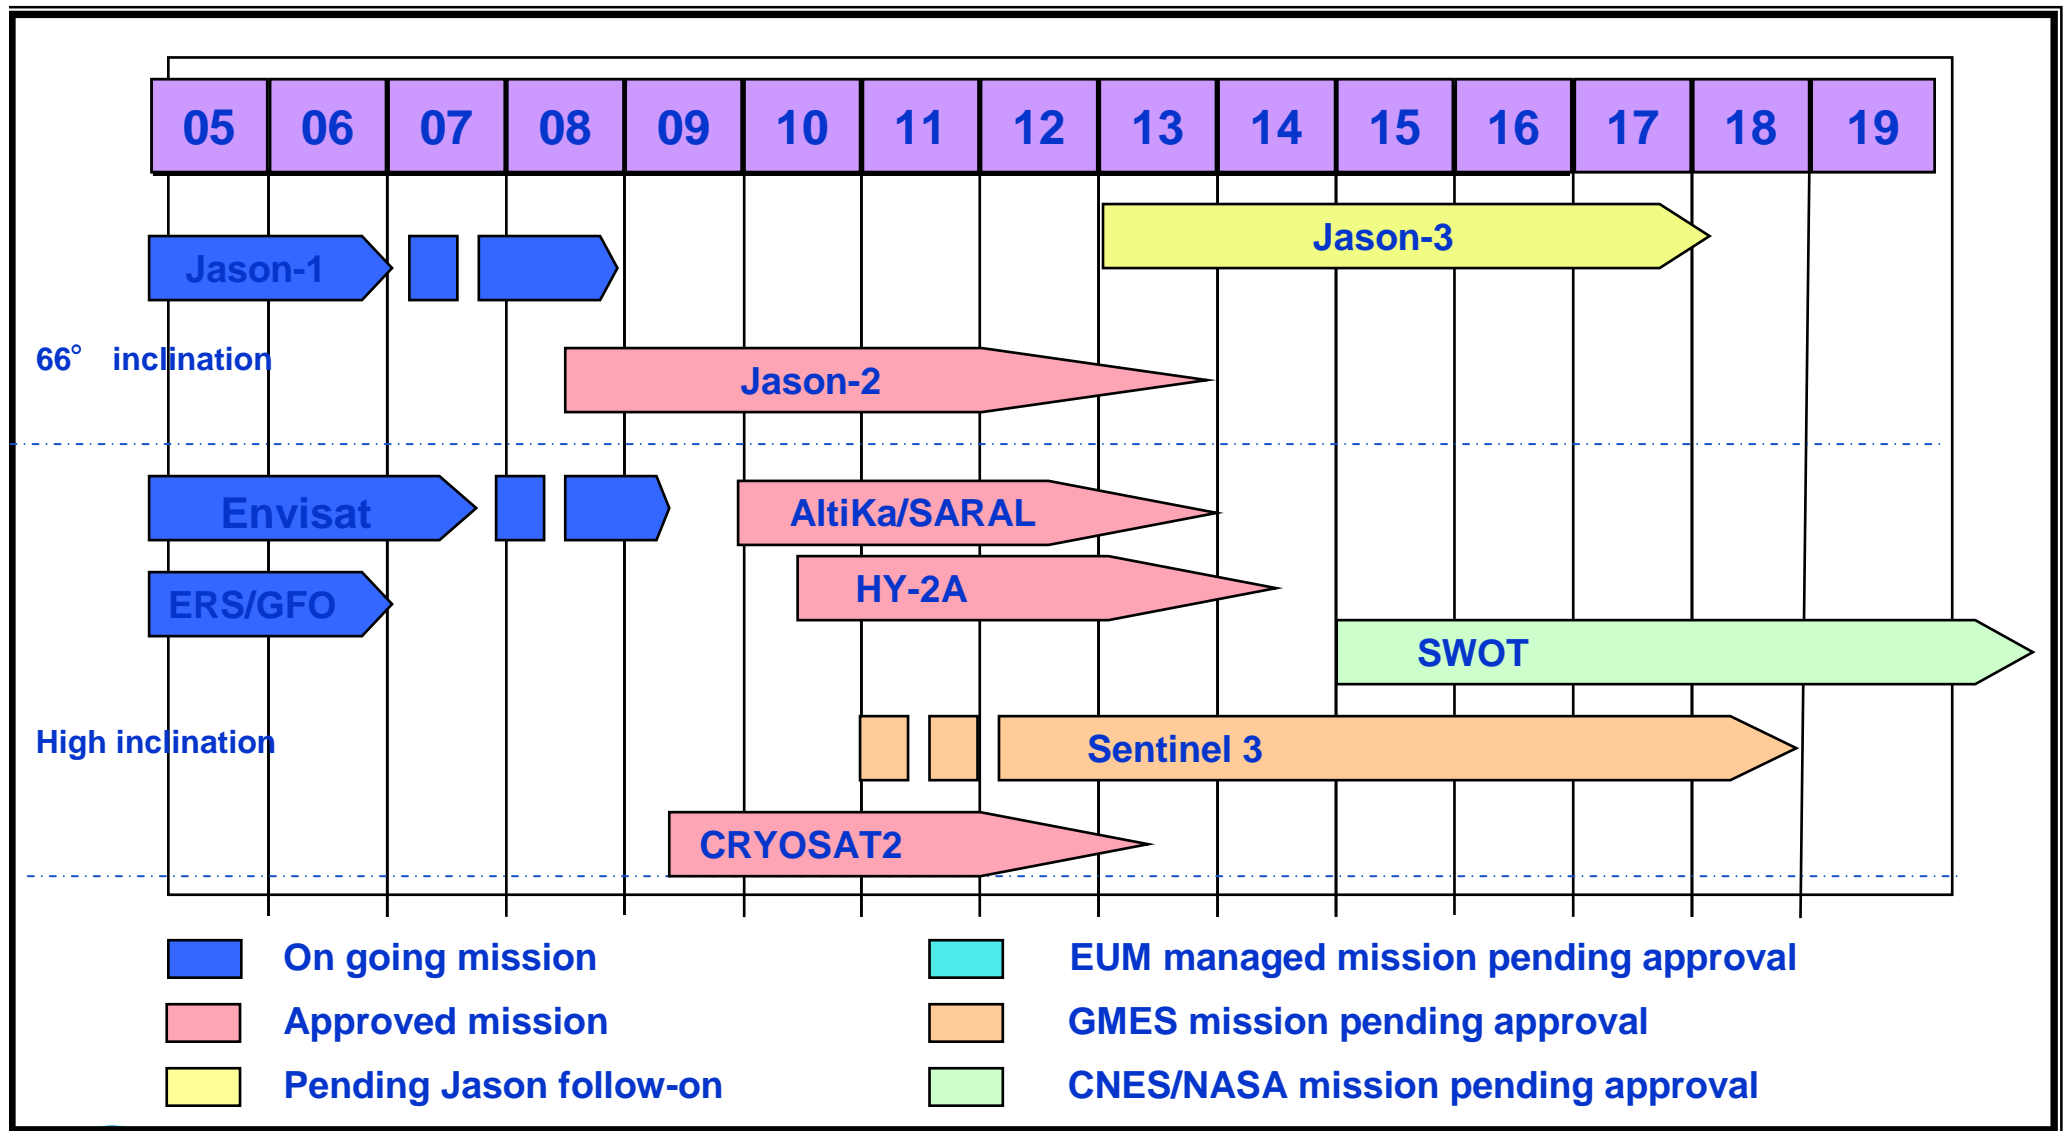 05 06 07 08 09 10 11 12 13 14 15 16 17 18 19
Jason-3
Jason-1
66° inclination
Jason-2
Envisat
AltiKa/SARAL
HY-2A
ERS/GFO
SWOT
High inclination
Sentinel 3
CRYOSAT2
On going mission
EUM managed mission pending approval
Approved mission
GMES mission pending approval
Pending Jason follow-on
CNES/NASA mission pending approval